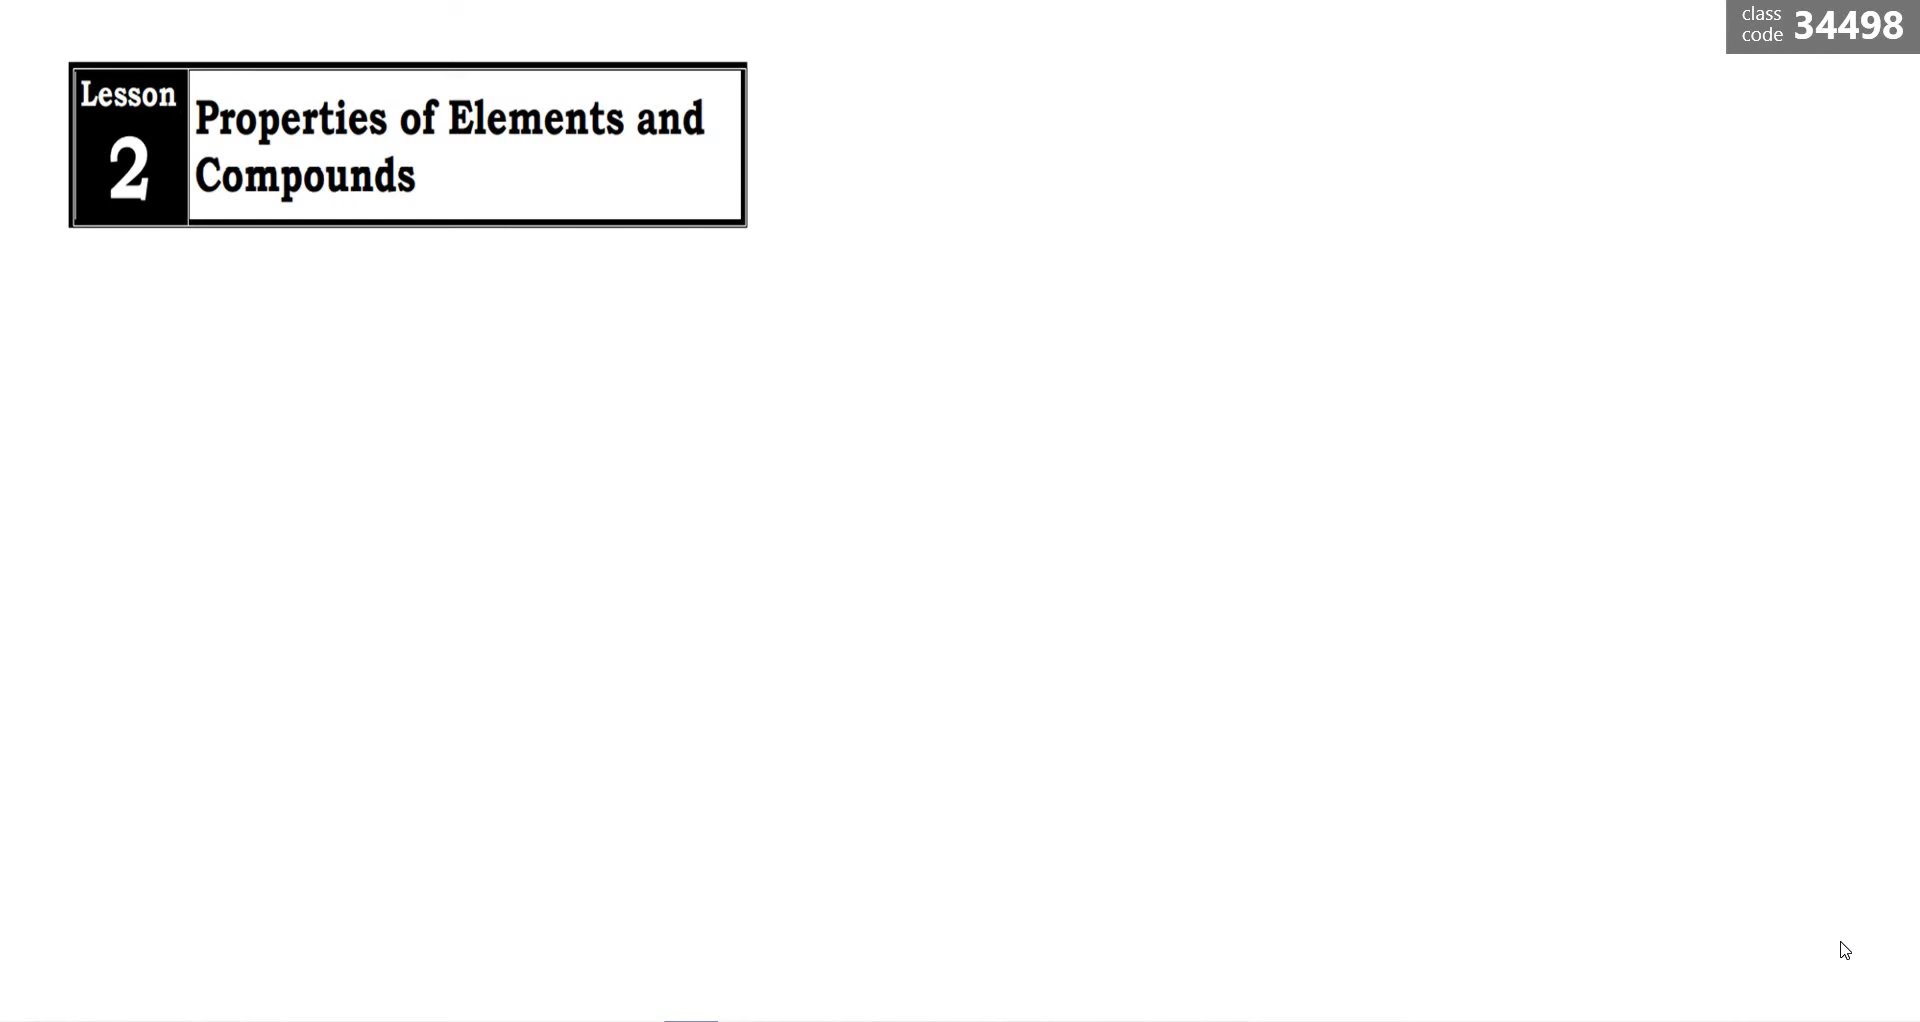 class
code 34498
Lesson
2
Properties of Elements and
Compounds